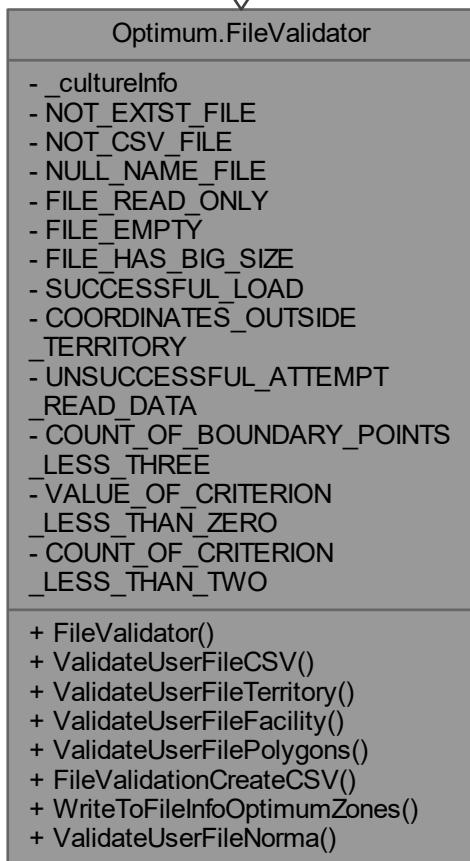 Optimum.FileValidator
- _cultureInfo
- NOT_EXTST_FILE
- NOT_CSV_FILE
- NULL_NAME_FILE
- FILE_READ_ONLY
- FILE_EMPTY
- FILE_HAS_BIG_SIZE
- SUCCESSFUL_LOAD
- COORDINATES_OUTSIDE
_TERRITORY
- UNSUCCESSFUL_ATTEMPT
_READ_DATA
- COUNT_OF_BOUNDARY_POINTS
_LESS_THREE
- VALUE_OF_CRITERION
_LESS_THAN_ZERO
- COUNT_OF_CRITERION
_LESS_THAN_TWO
+ FileValidator()
+ ValidateUserFileCSV()
+ ValidateUserFileTerritory()
+ ValidateUserFileFacility()
+ ValidateUserFilePolygons()
+ FileValidationCreateCSV()
+ WriteToFileInfoOptimumZones()
+ ValidateUserFileNorma()